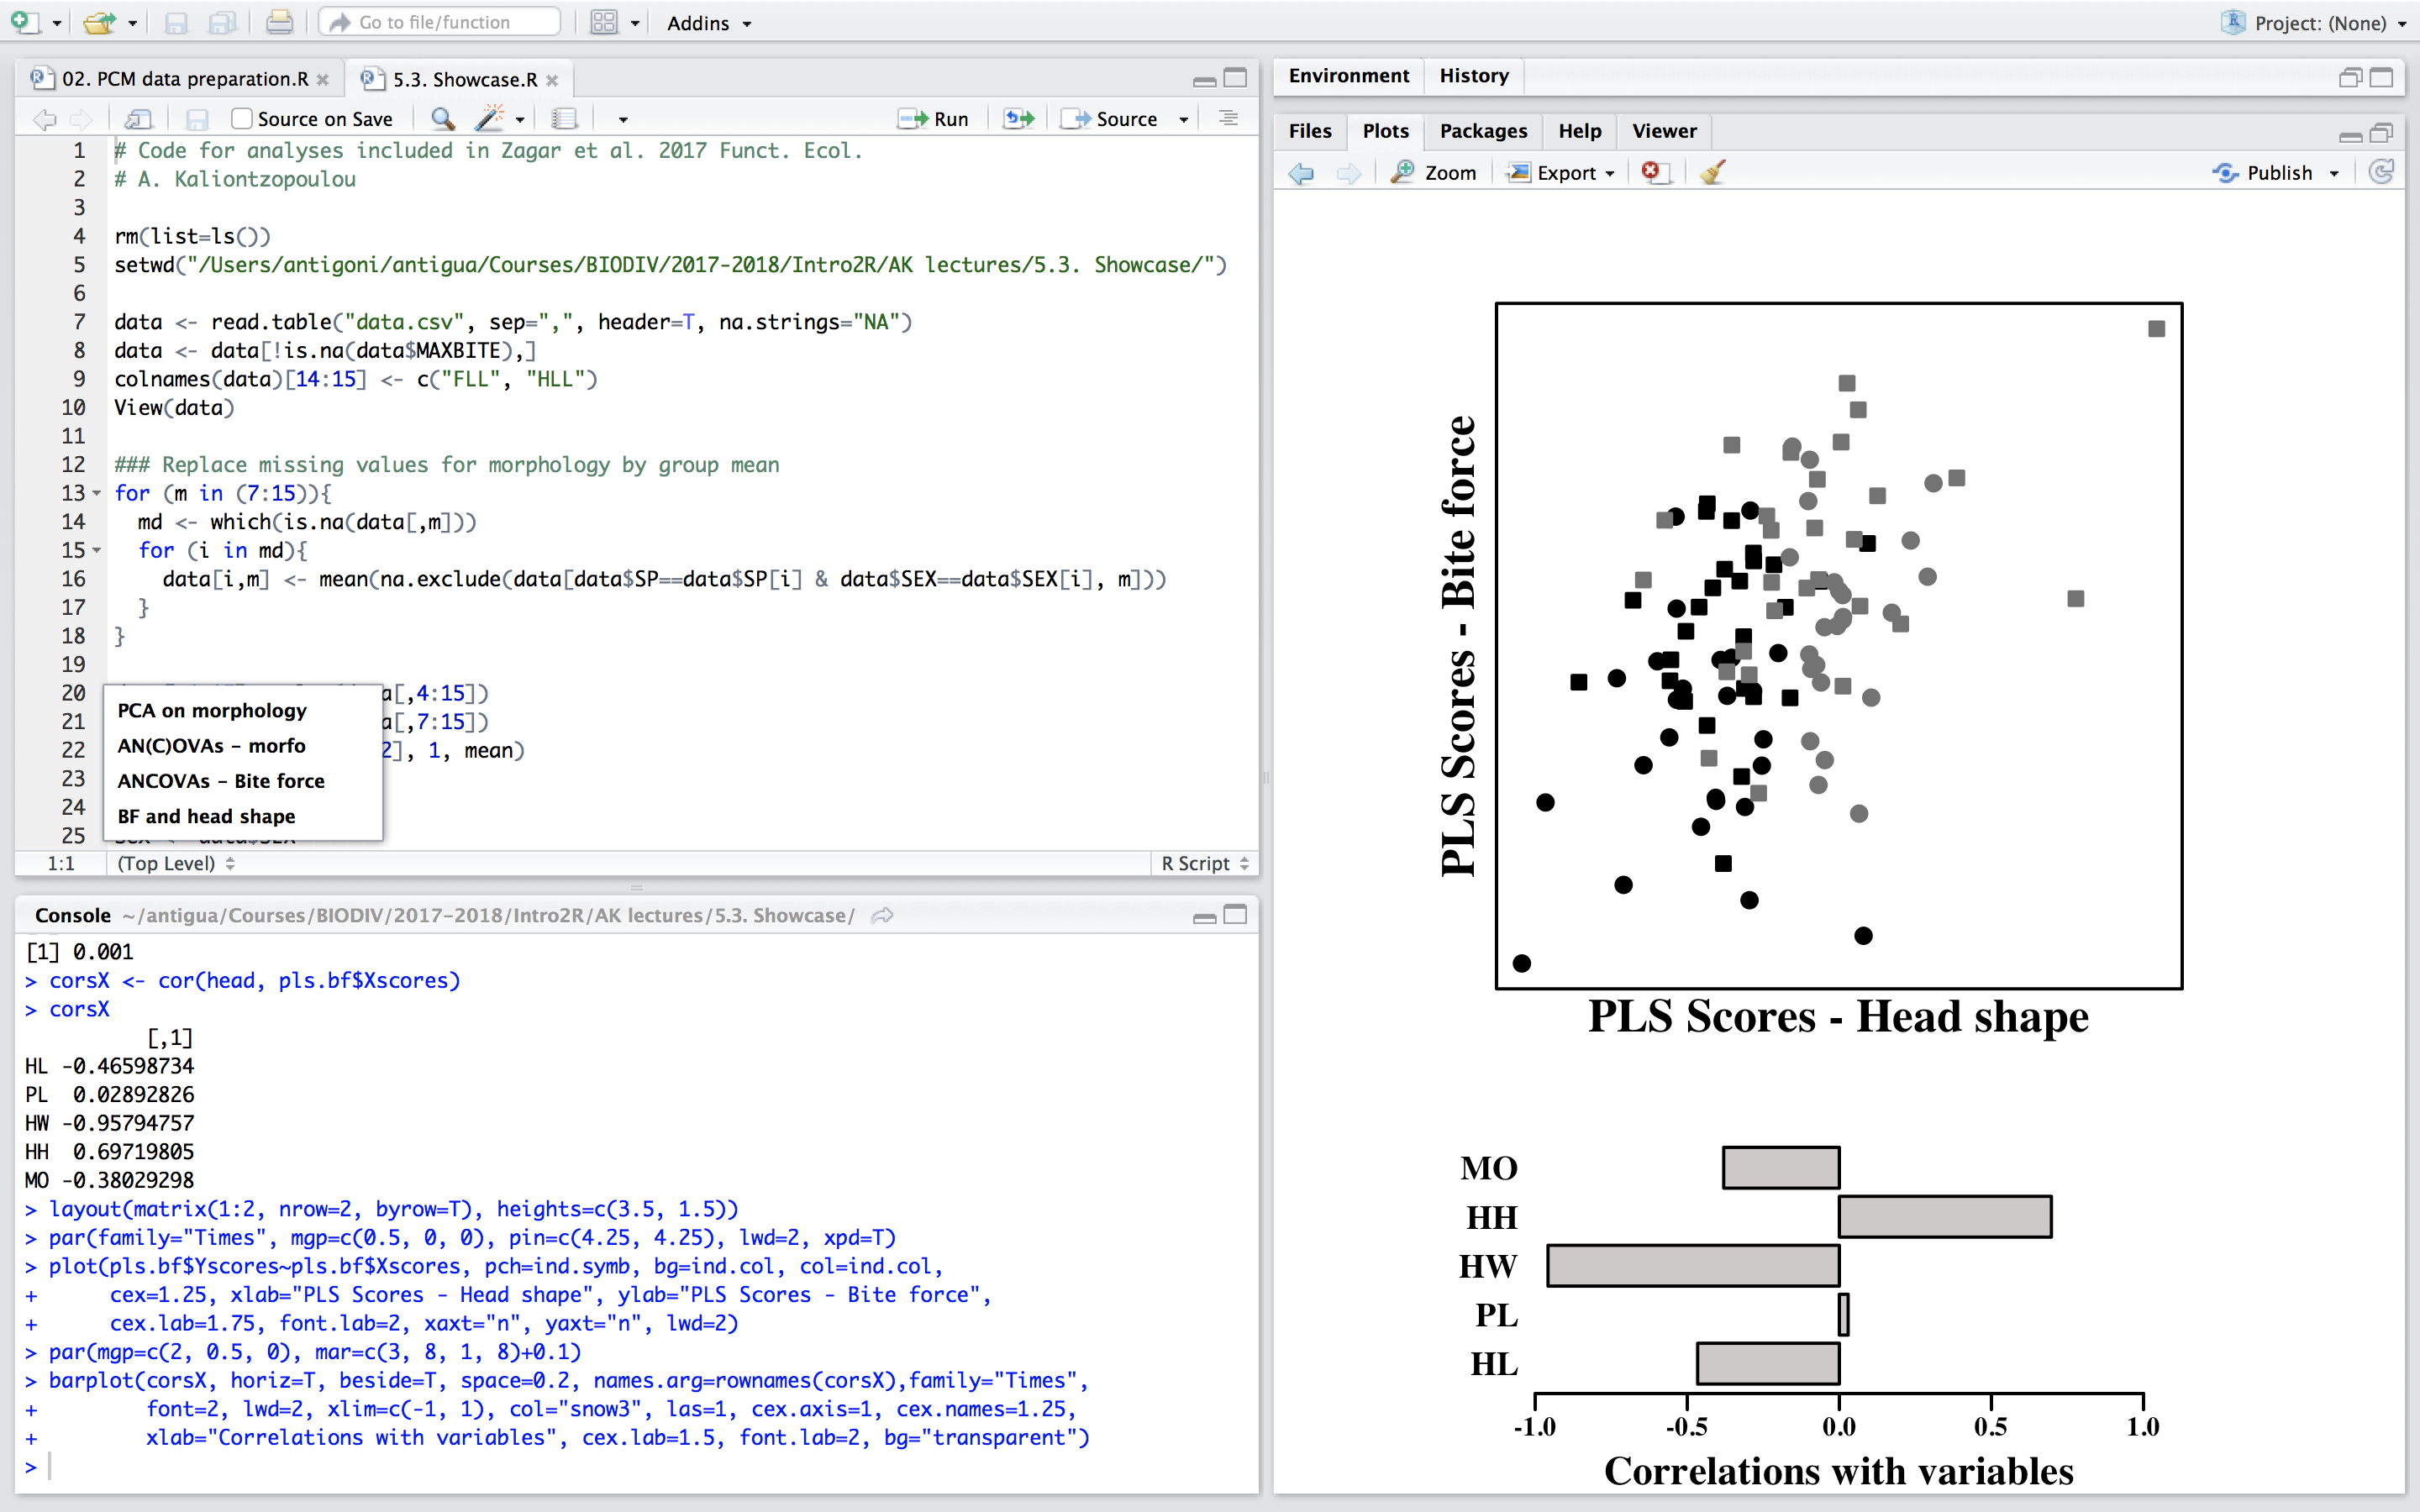 Go to file/function
Addins
Project: (None)
02. PCM data preparation.R
5.3. Showcase.R
Source on Save
Run
Source
1 # Code for analyses included in Zagar et al. 2017 Funct. Ecol.
2 # A. Kaliontzopoulou
3
4 rm(list=ls())
5 setwd("/Users/antigoni/antigua/Courses/BIODIV/2017-2018/Intro2R/AK lectures/5.3. Showcase/")
6
7 data <- read.table("data.csv", sep=",", header=T, na.strings="NA")
8 data <- data[!is.na(data$MAXBITE),]
9 colnames(data)[14:15] <- c("FLL", "HLL")
10 View(data)
11
12 ### Replace missing values for morphology by group mean
13 for (m in (7:15)){
14 md <- which(is.na(data[,m]))
15 for (i in md){
16 data[i,m] <- mean(na.exclude(data[data$SP==data$SP[i] & data$SEX==data$SEX[i], m]))
17 }
18 }
19
20 a[,4:15])
21 a[,7:15])
22 2], 1, mean)
23
24
25
PCA on morphology
AN(C)OVAs - morfo
ANCOVAs - Bite force
BF and head shape
1:1 (Top Level) R Script
Console ~/antigua/Courses/BIODIV/2017-2018/Intro2R/AK lectures/5.3. Showcase/
[1] 0.001
> corsX <- cor(head, pls.bf$Xscores)
> corsX
[,1]
HL -0.46598734
PL 0.02892826
HW -0.95794757
HH 0.69719805
MO -0.38029298
> layout(matrix(1:2, nrow=2, byrow=T), heights=c(3.5, 1.5))
> par(family="Times", mgp=c(0.5, 0, 0), pin=c(4.25, 4.25), lwd=2, xpd=T)
> plot(pls.bf$Yscores~pls.bf$Xscores, pch=ind.symb, bg=ind.col, col=ind.col,
+ cex=1.25, xlab="PLS Scores - Head shape", ylab="PLS Scores - Bite force",
+ cex.lab=1.75, font.lab=2, xaxt="n", yaxt="n", lwd=2)
> par(mgp=c(2, 0.5, 0), mar=c(3, 8, 1, 8)+0.1)
> barplot(corsX, horiz=T, beside=T, space=0.2, names.arg=rownames(corsX),family="Times",
+ font=2, lwd=2, xlim=c(-1, 1), col="snow3", las=1, cex.axis=1, cex.names=1.25,
+ xlab="Correlations with variables", cex.lab=1.5, font.lab=2, bg="transparent")
>
Environment History
Files Plots Packages Help Viewer
Zoom Export Publish
PLS Scores - Bite force
PLS Scores - Head shape
MO
HH
HW
PL
HL
-1.0 -0.5 0.0 0.5 1.0
Correlations with variables